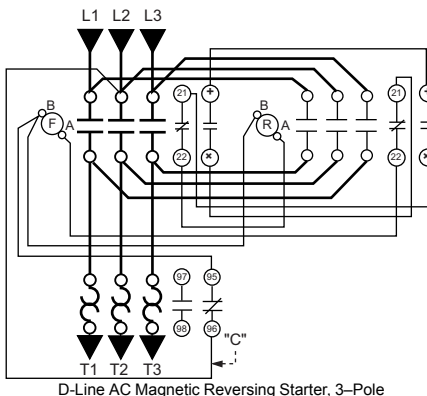 L1 L2 L3
B
F
A
21
+
22
×
B
R
A
21
+
22
×
97
95
98
96
"C"
T1 T2 T3
D-Line AC Magnetic Reversing Starter, 3–Pole